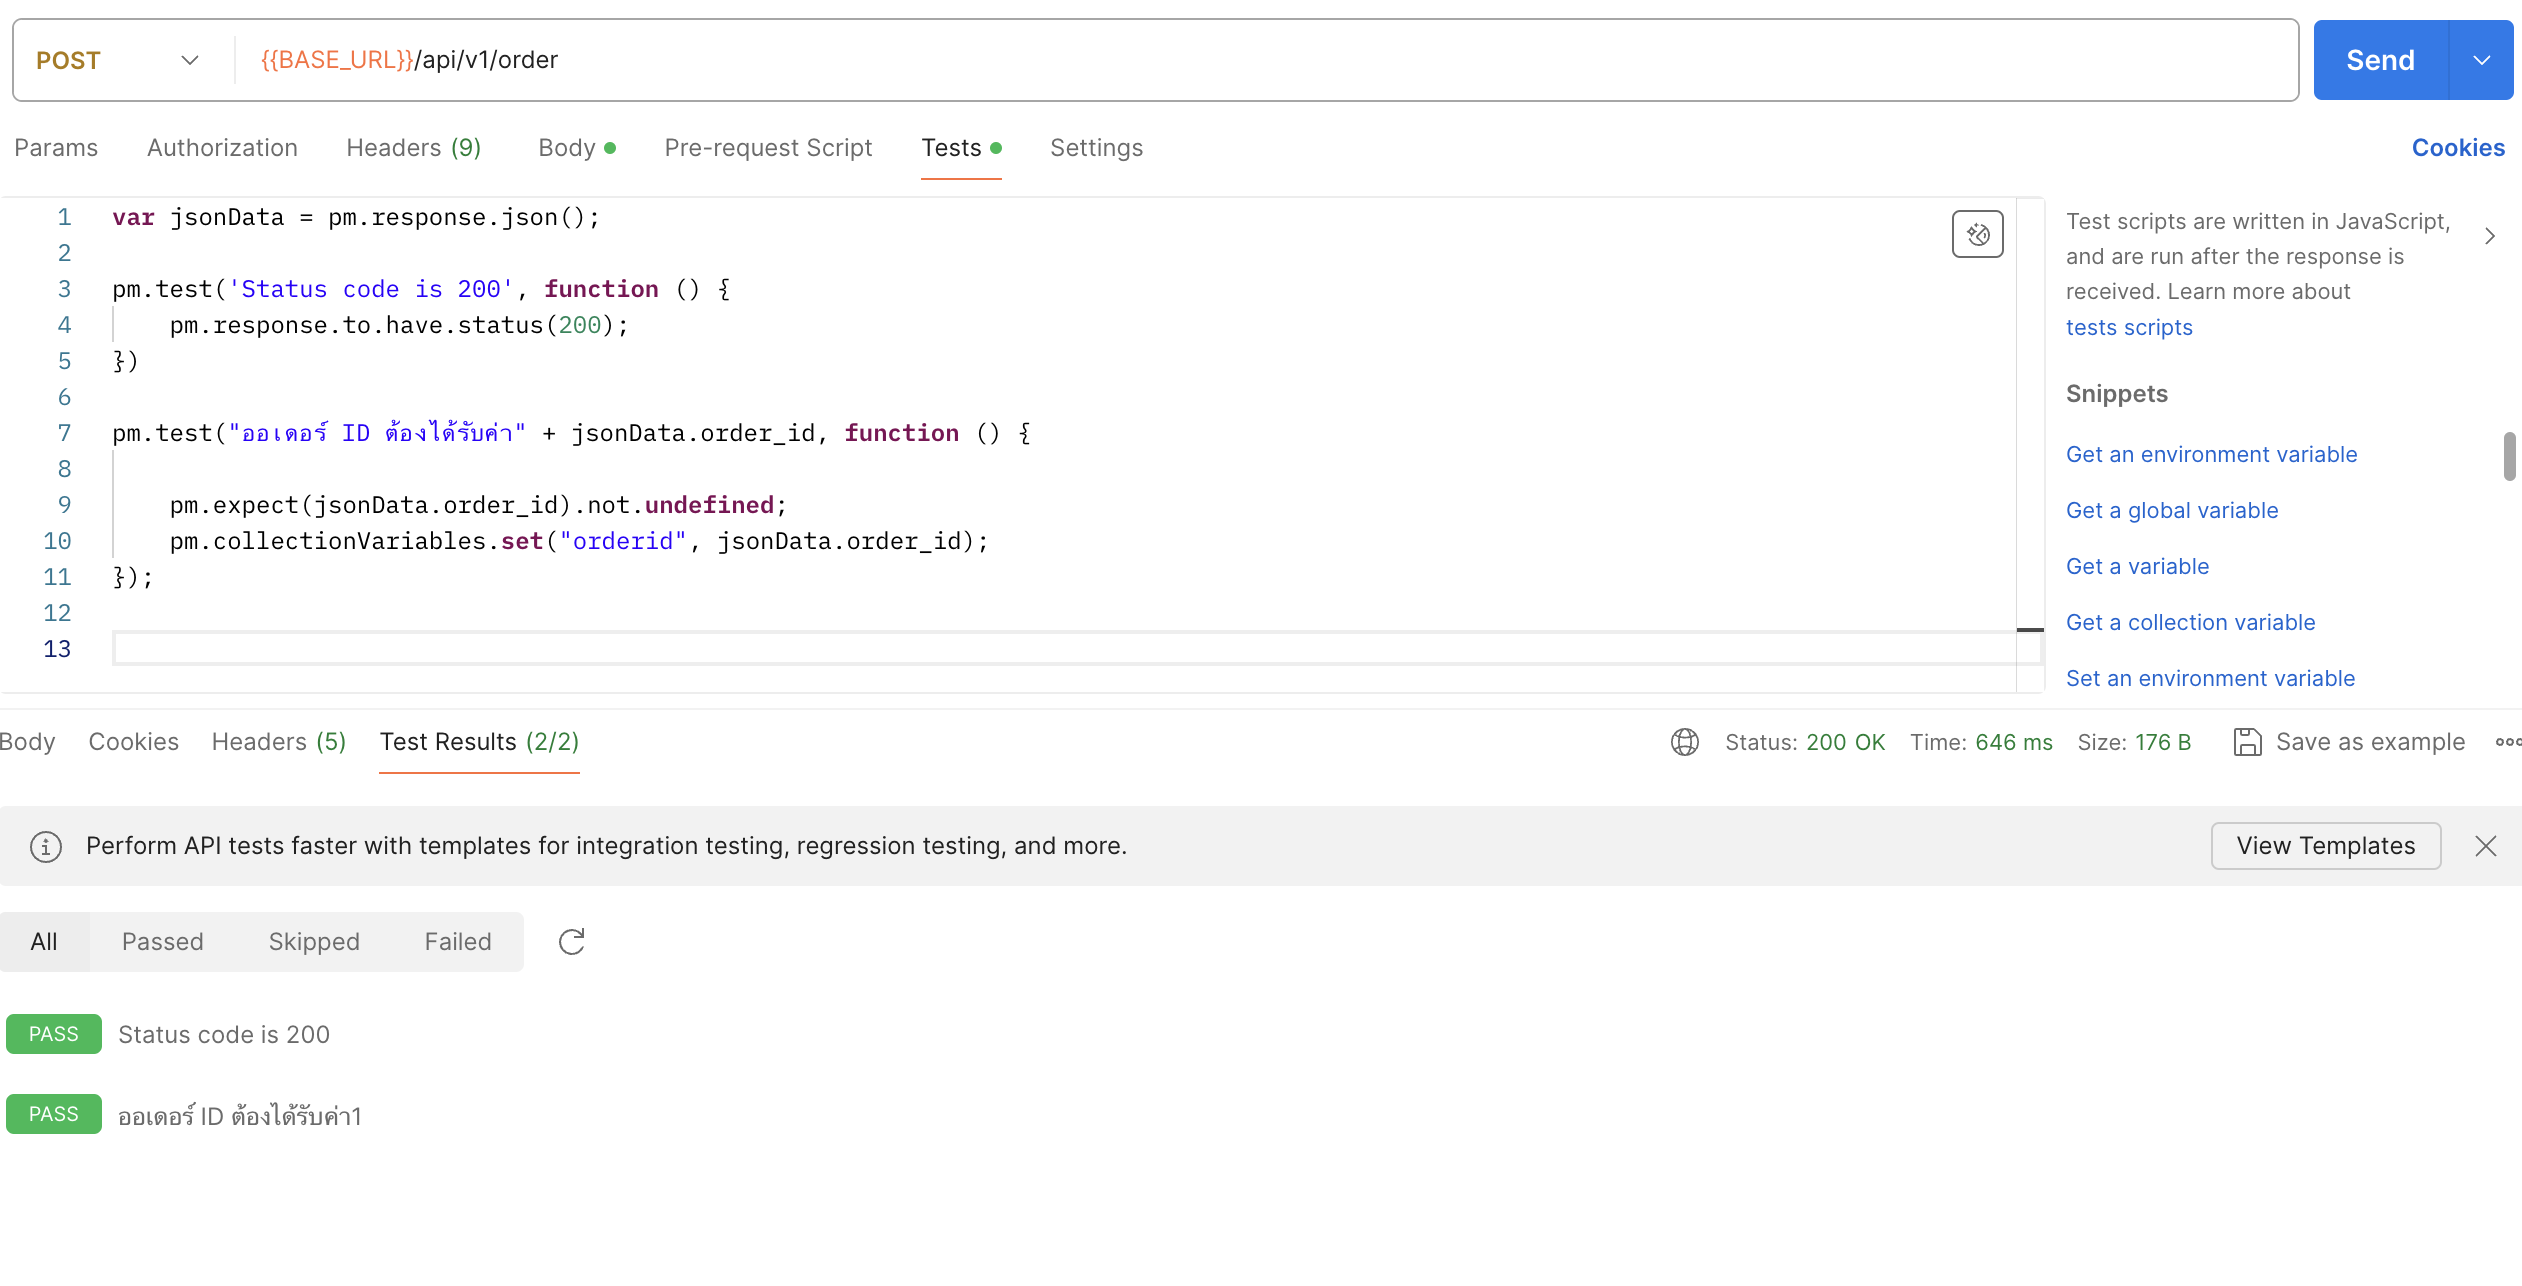 POST
{{BASE_URL}}/api/v1/order
Send
Params Authorization Headers (9) Body Pre-request Script Tests Settings Cookies
1 var jsonData = pm.response.json();
2
3 pm.test('Status code is 200', function () {
4 pm.response.to.have.status(200);
5 })
6
7 pm.test("ออเดอร์ ID ต้องได้รับค่า" + jsonData.order_id, function () {
8
9 pm.expect(jsonData.order_id).not.undefined;
10 pm.collectionVariables.set("orderid", jsonData.order_id);
11 });
12
13
Test scripts are written in JavaScript,
and are run after the response is
received. Learn more about
tests scripts
Snippets
Get an environment variable
Get a global variable
Get a variable
Get a collection variable
Set an environment variable
Body Cookies Headers (5) Test Results (2/2) Status: 200 OK Time: 646 ms Size: 176 B Save as example
Perform API tests faster with templates for integration testing, regression testing, and more. View Templates
All Passed Skipped Failed
PASS Status code is 200
PASS ออเดอร์ ID ต้องได้รับค่า1